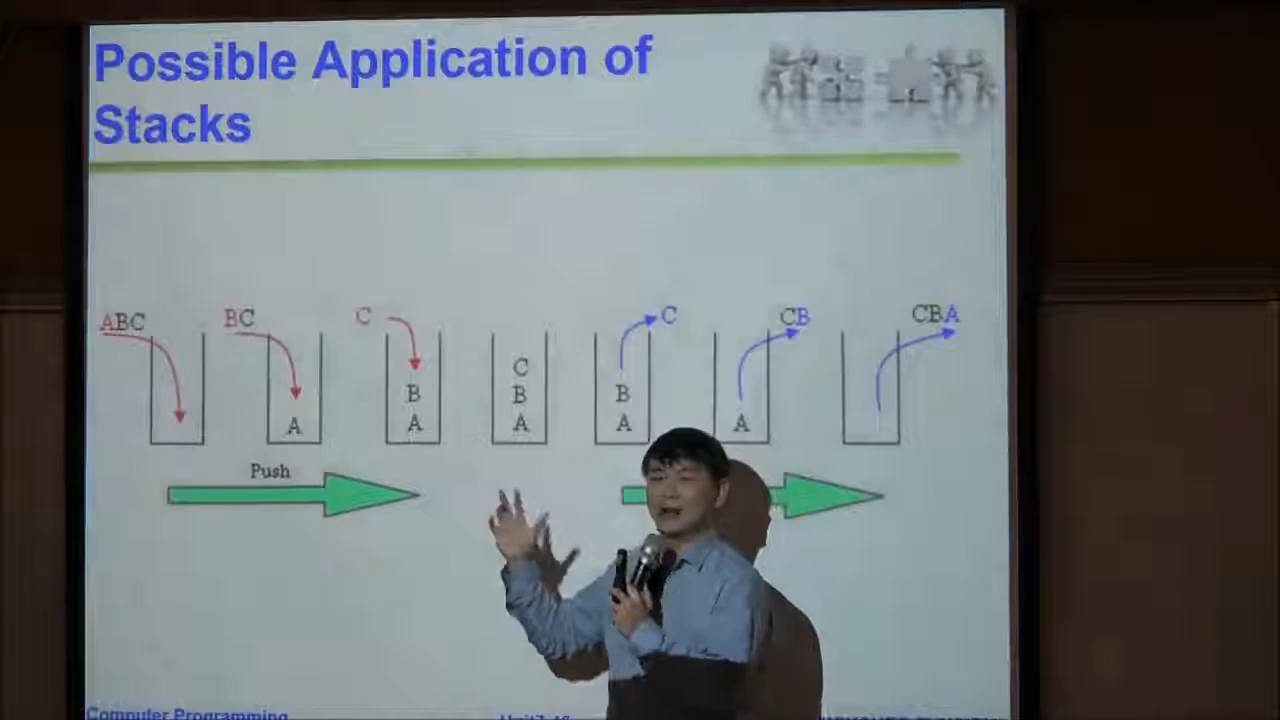 Possible Application of
Stacks
ABC
BC
C
C
CB
CBA
A
B
A
C
B
A
B
A
A
Push
Computer Programming